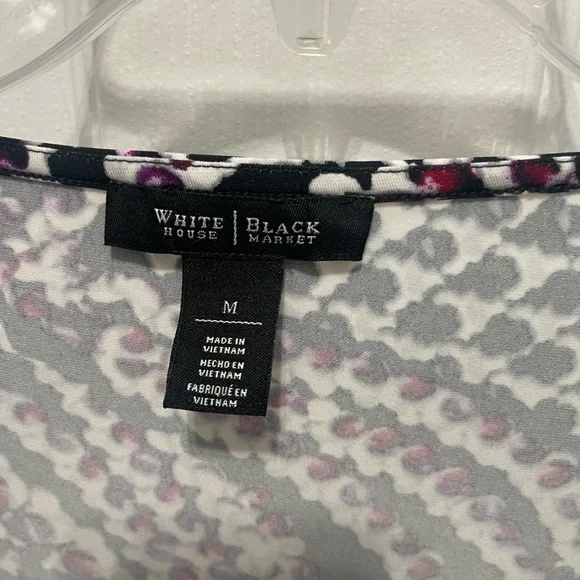 WHITE | BLACK
HOUSE | MARKET
M
MADE IN
VIETNAM
HECHO EN
VIETNAM
FABRIQUÉ EN
VIETNAM